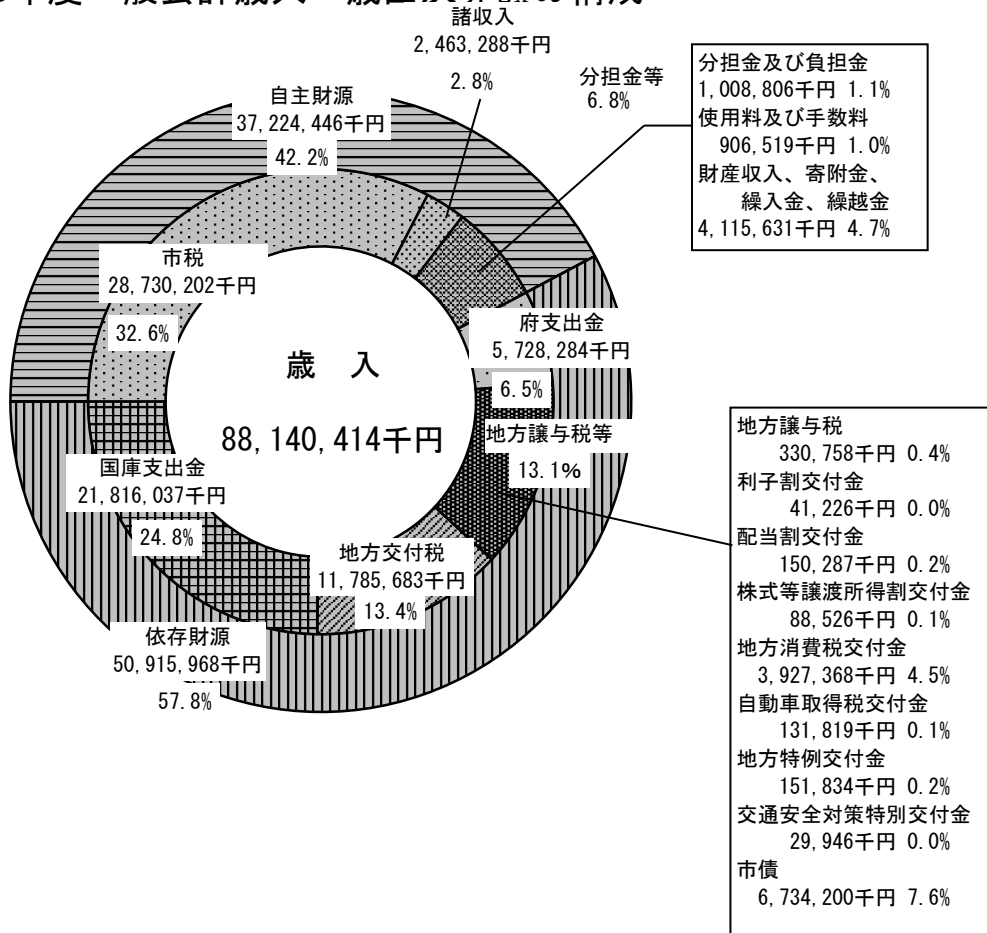 年度一般会計歳入・歳出
構成
諸収入
2,463,288千円
2.8%
分担金等
6.8%
分担金及び負担金
1,008,806千円 1.1%
使用料及び手数料
906,519千円 1.0%
財産収入、寄附金、
繰入金、繰越金
4,115,631千円 4.7%
自主財源
37,224,446千円
42.2%
市税
28,730,202千円
32.6%
歳 入
88,140,414千円
府支出金
5,728,284千円
6.5%
地方譲与税等
13.1%
国庫支出金
21,816,037千円
24.8%
地方交付税
11,785,683千円
13.4%
依存財源
50,915,968千円
57.8%
地方譲与税
330,758千円 0.4%
利子割交付金
41,226千円 0.0%
配当割交付金
150,287千円 0.2%
株式等譲渡所得割交付金
88,526千円 0.1%
地方消費税交付金
3,927,368千円 4.5%
自動車取得税交付金
131,819千円 0.1%
地方特例交付金
151,834千円 0.2%
交通安全対策特別交付金
29,946千円 0.0%
市債
6,734,200千円 7.6%